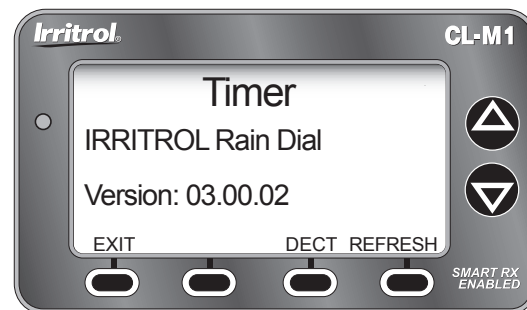 Irritrol®
CL-M1
Timer
IRRITROL Rain Dial
Version: 03.00.02
EXIT DECT REFRESH
SMART RX
ENABLED